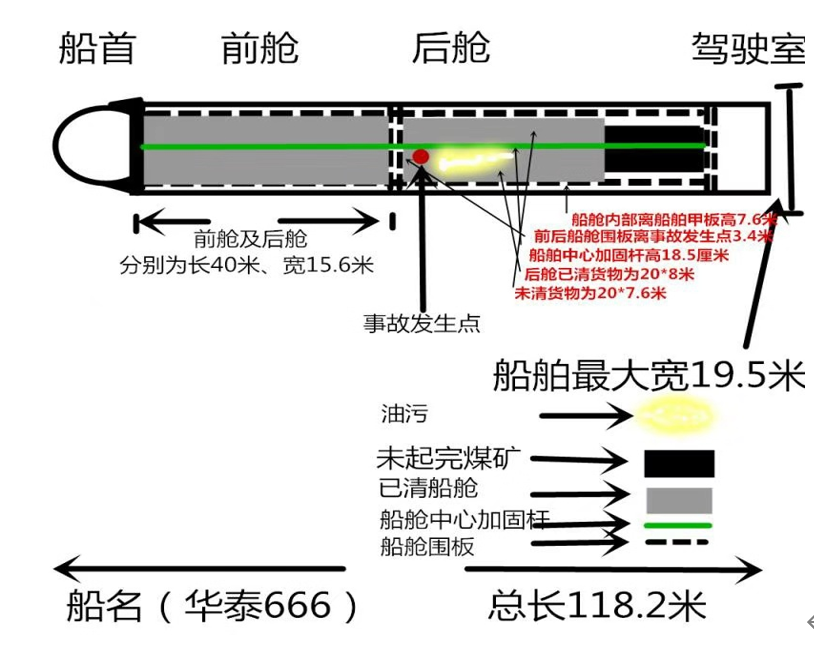 船首 前舱 后舱 驾驶室
船舱内部离船舶甲板高7.6米
前后船舱围板离事故发生点3.4米
船舶中心加固杆高18.5厘米
后舱已清货物为20*8米
未清货物为20*7.6米
前舱及后舱
分别为长40米、宽15.6米
事故发生点
船舶最大宽19.5米
油污
未起完煤矿
已清船舱
船舱中心加固杆
船舱围板
船名（华泰666） 总长118.2米